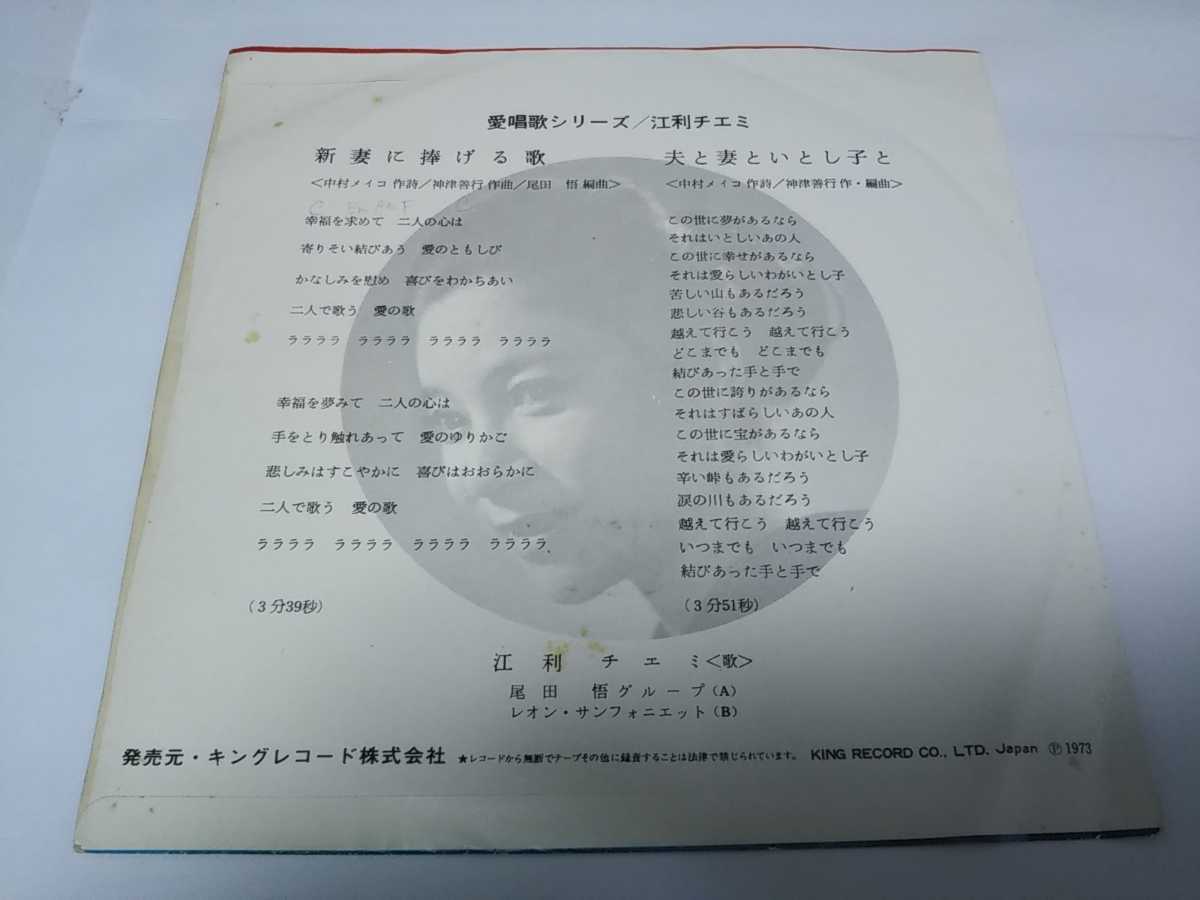 愛唱歌シリーズ/江利チエミ
新妻に捧げる歌
<中村メイコ 作詩/神津善行 作曲/尾田 悟 編曲>
幸福を求めて 二人の心は
寄りそい結びあう 愛のともしび
かなしみを慰め 喜びをわかちあい
二人で歌う 愛の歌
ララララ ララララ ララララ ララララ
幸福を夢みて 二人の心は
手をとり触れあって 愛のゆりかご
悲しみはすこやかに 喜びはおおらかに
二人で歌う 愛の歌
ララララ ララララ ララララ ララララ、
(3分39秒)
夫と妻といとし子と
<中村メイコ 作詩/神津善行 作・編曲>
この世に夢があるなら
それはいとしいあの人
この世に幸せがあるなら
それは愛らしいわがいとし子
苦しい山もあるだろう
悲しい谷もあるだろう
越えて行こう 越えて行こう
どこまでも どこまでも
結びあった手と手で
この世に誇りがあるなら
それはすばらしいあの人
この世に宝があるなら
それは愛らしいわがいとし子
辛い峠もあるだろう
涙の川もあるだろう
越えて行こう 越えて行こう
いつまでも いつまでも
結びあった手と手で
(3分51秒)
江利チエミ<歌>
尾田 悟グループ(A)
レオン・サンフォニエット(B)
発売元・キングレコード株式会社 ★レコードから無断でテープその他に録音することは法律で禁じられています。 KING RECORD CO., LTD. Japan Ⓟ1973